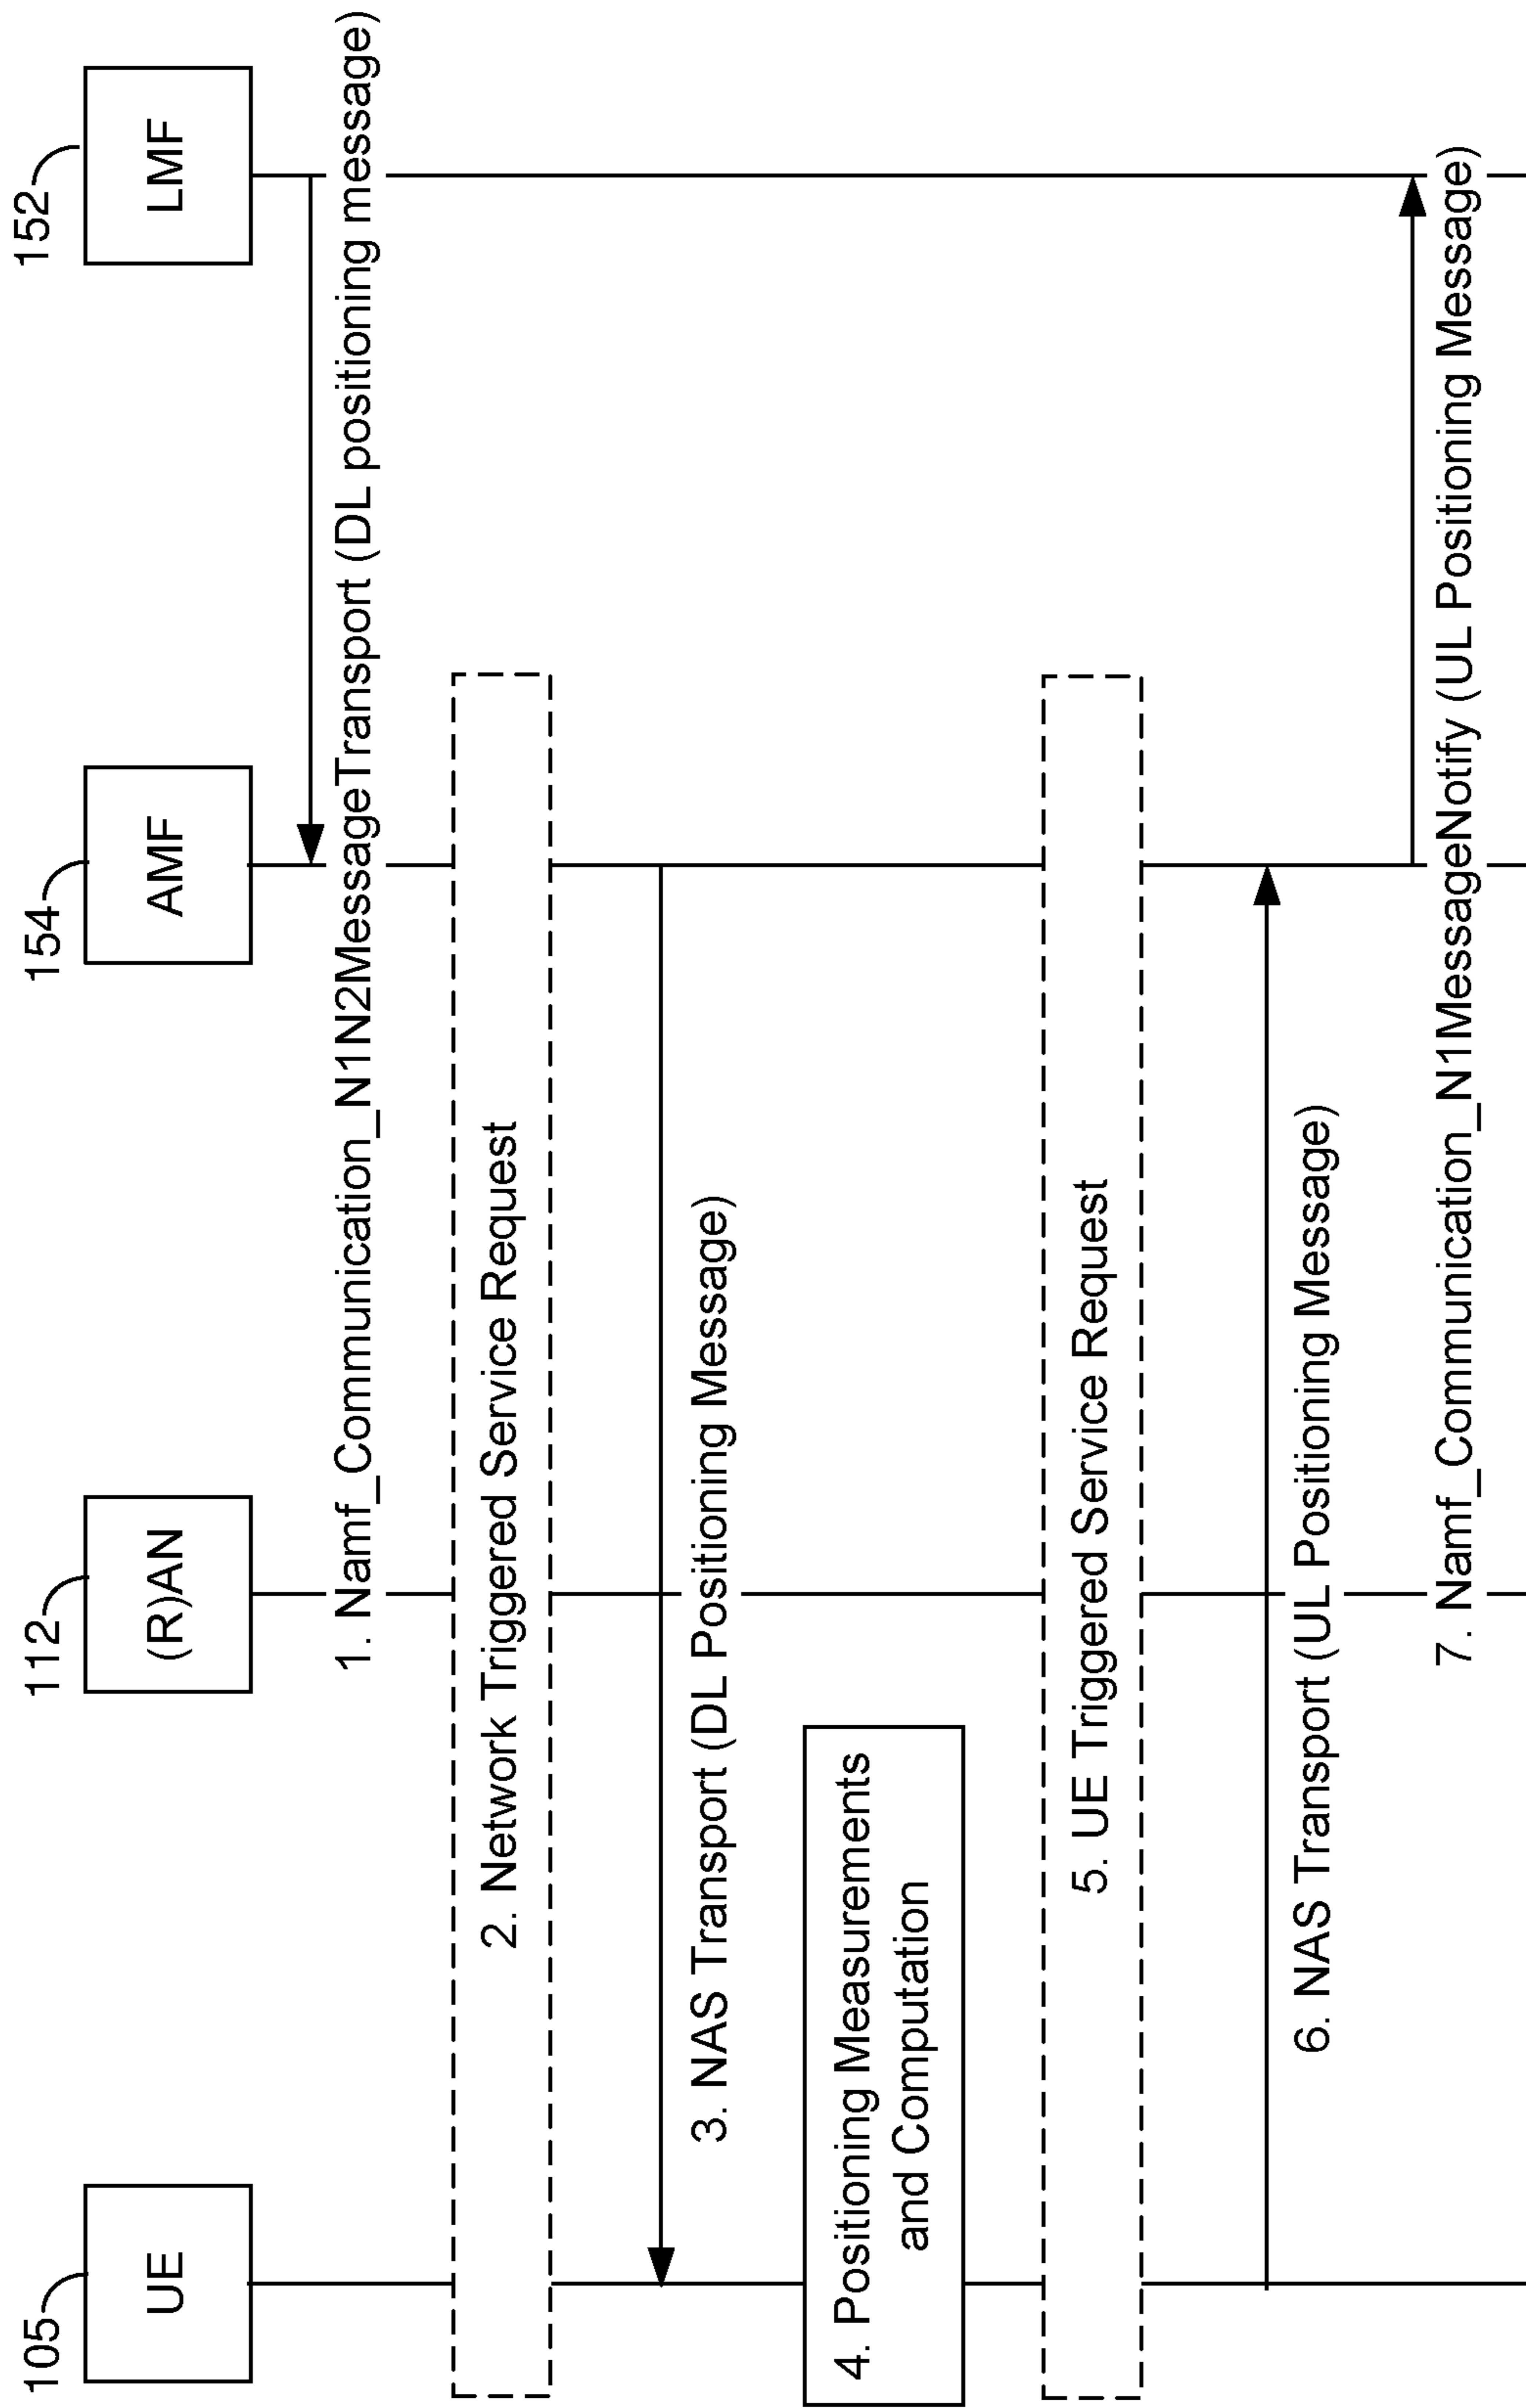 105
112
154
152
UE
(R)AN
AMF
LMF
1. Namf_Communication_N1N2MessageTransport (DL positioning message)
2. Network Triggered Service Request
3. NAS Transport (DL Positioning Message)
4. Positioning Measurements
and Computation
5. UE Triggered Service Request
6. NAS Transport (UL Positioning Message)
7. Namf_Communication_N1MessageNotify (UL Positioning Message)